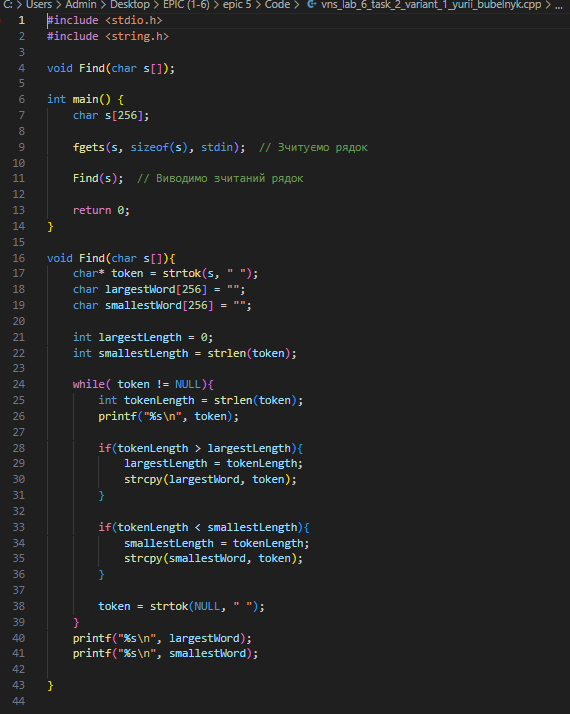 C: > Users > Admin > Desktop > EPIC (1-6) > epic 5 > Code > vns_lab_6_task_2_variant_1_yurii_bubelnyk.cpp > ...
1 #include <stdio.h>
2 #include <string.h>
3
4 void Find(char s[]);
5
6 int main() {
7 char s[256];
8
9 fgets(s, sizeof(s), stdin); // Зчитуємо рядок
10
11 Find(s); // Виводимо зчитаний рядок
12
13 return 0;
14 }
15
16 void Find(char s[]){
17 char* token = strtok(s, " ");
18 char largestWord[256] = "";
19 char smallestWord[256] = "";
20
21 int largestLength = 0;
22 int smallestLength = strlen(token);
23
24 while( token != NULL){
25 int tokenLength = strlen(token);
26 printf("%s\n", token);
27
28 if(tokenLength > largestLength){
29 largestLength = tokenLength;
30 strcpy(largestWord, token);
31 }
32
33 if(tokenLength < smallestLength){
34 smallestLength = tokenLength;
35 strcpy(smallestWord, token);
36 }
37
38 token = strtok(NULL, " ");
39 }
40 printf("%s\n", largestWord);
41 printf("%s\n", smallestWord);
42
43 }
44